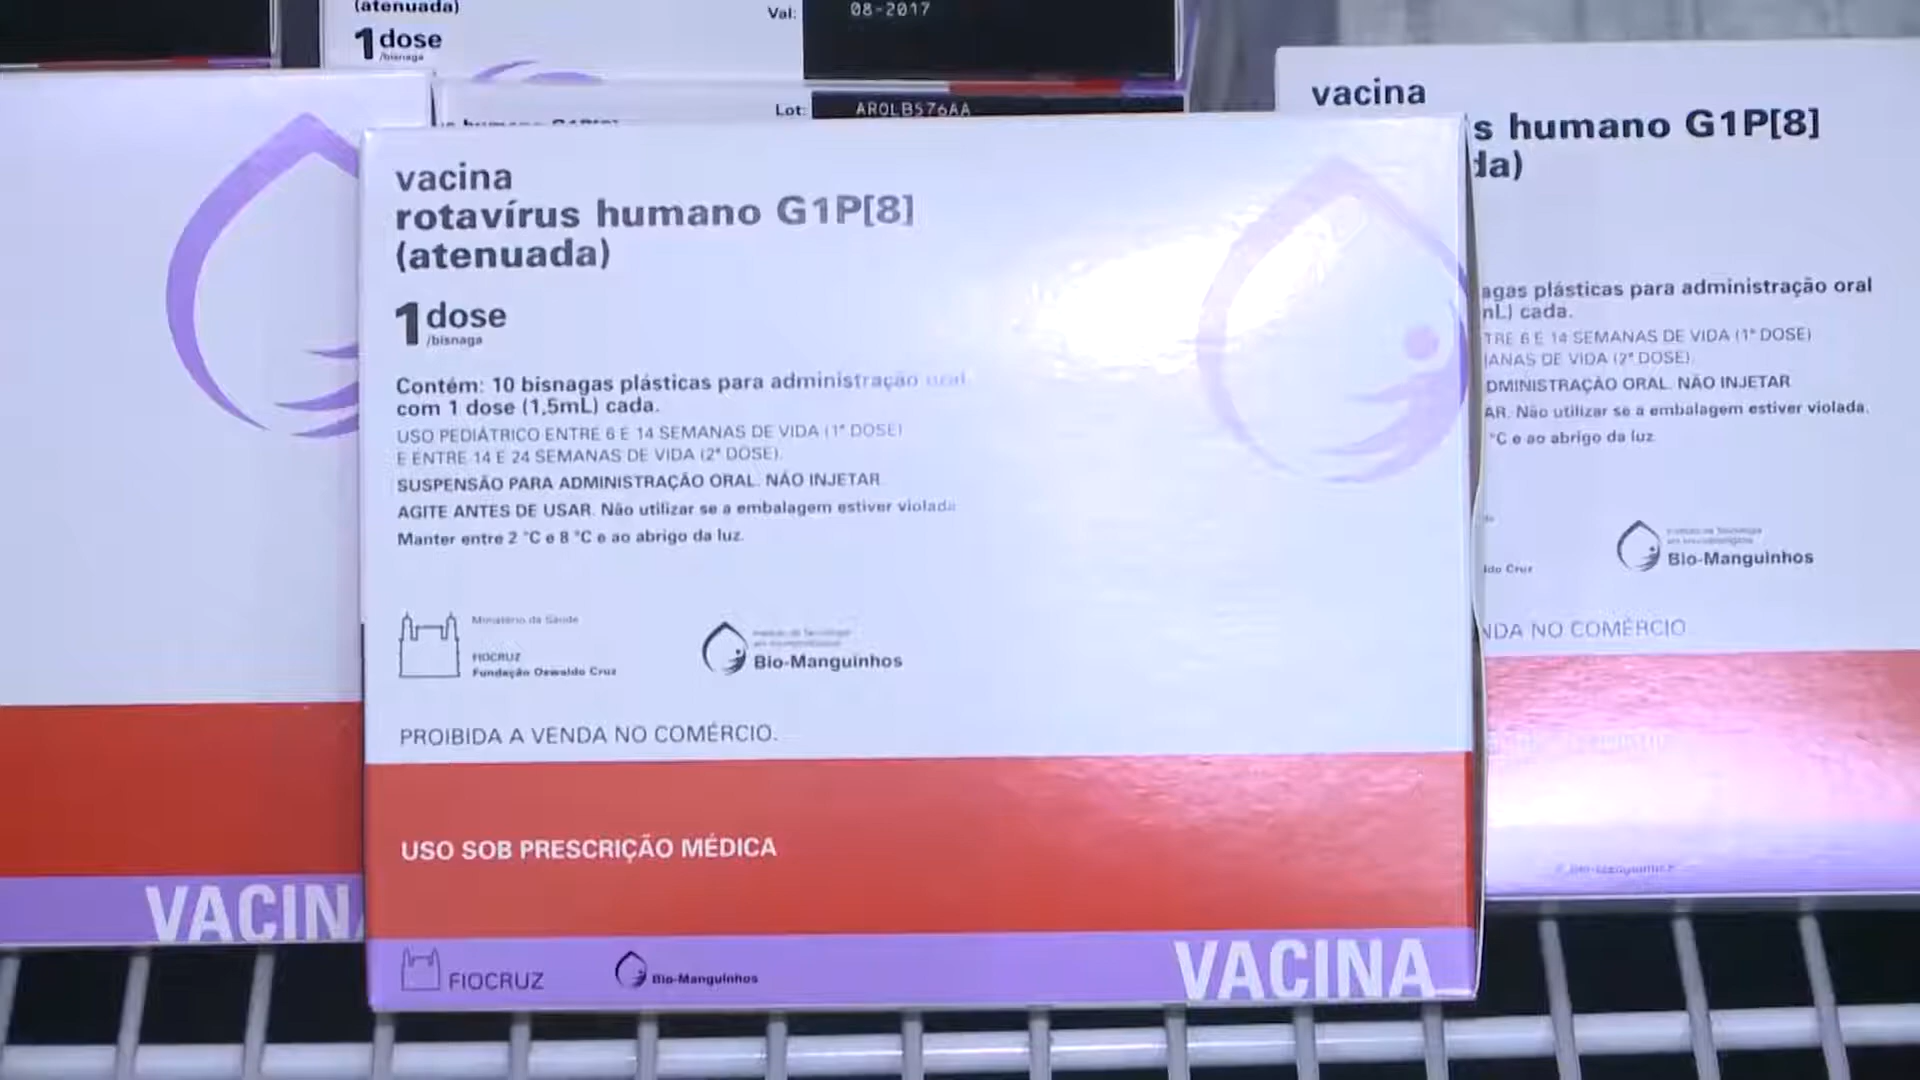 (atenuada)
1 dose
/bisnaga
Val: 08-2017
Lot: AROLB576AA
vacina
rotavírus humano G1P[8]
(atenuada)
1 dose
/bisnaga
Contém: 10 bisnagas plásticas para administração oral
com 1 dose (1,5mL) cada.
USO PEDIÁTRICO ENTRE 6 E 14 SEMANAS DE VIDA (1ª DOSE)
E ENTRE 14 E 24 SEMANAS DE VIDA (2ª DOSE).
SUSPENSÃO PARA ADMINISTRAÇÃO ORAL. NÃO INJETAR
AGITE ANTES DE USAR. Não utilizar se a embalagem estiver violada
Manter entre 2 °C e 8 °C e ao abrigo da luz.
Ministério da Saúde
FIOCRUZ
Fundação Oswaldo Cruz
Bio-Manguinhos
PROIBIDA A VENDA NO COMÉRCIO.
USO SOB PRESCRIÇÃO MÉDICA
FIOCRUZ
Bio-Manguinhos
VACINA
vacina
s humano G1P[8]
da)
agas plásticas para administração oral
mL) cada.
TRE 6 E 14 SEMANAS DE VIDA (1ª DOSE)
ANAS DE VIDA (2ª DOSE).
DMINISTRAÇÃO ORAL. NÃO INJETAR
AR. Não utilizar se a embalagem estiver violada.
°C e ao abrigo da luz.
ldo Cruz
Bio-Manguinhos
NDA NO COMÉRCIO
VACIN